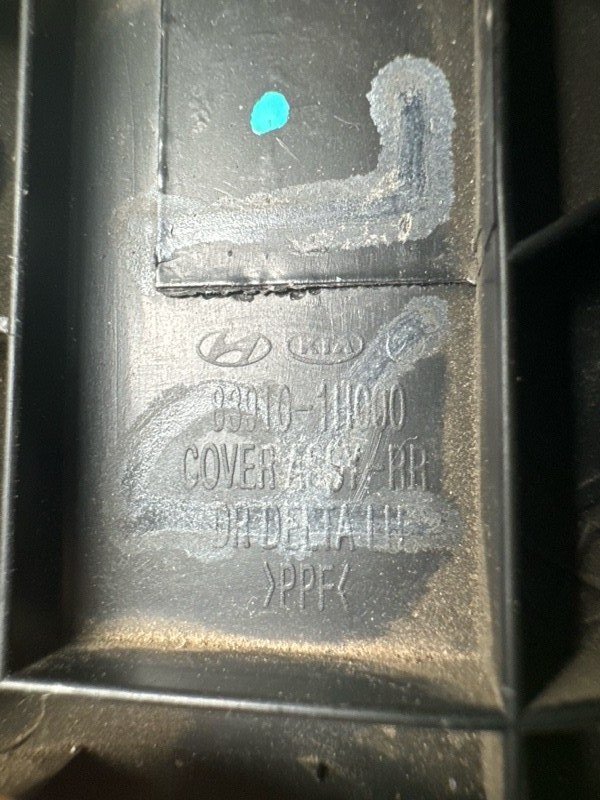 KIA
83910-1H000
COVER ASSY-RR
DR DELTA LH
>PPF<